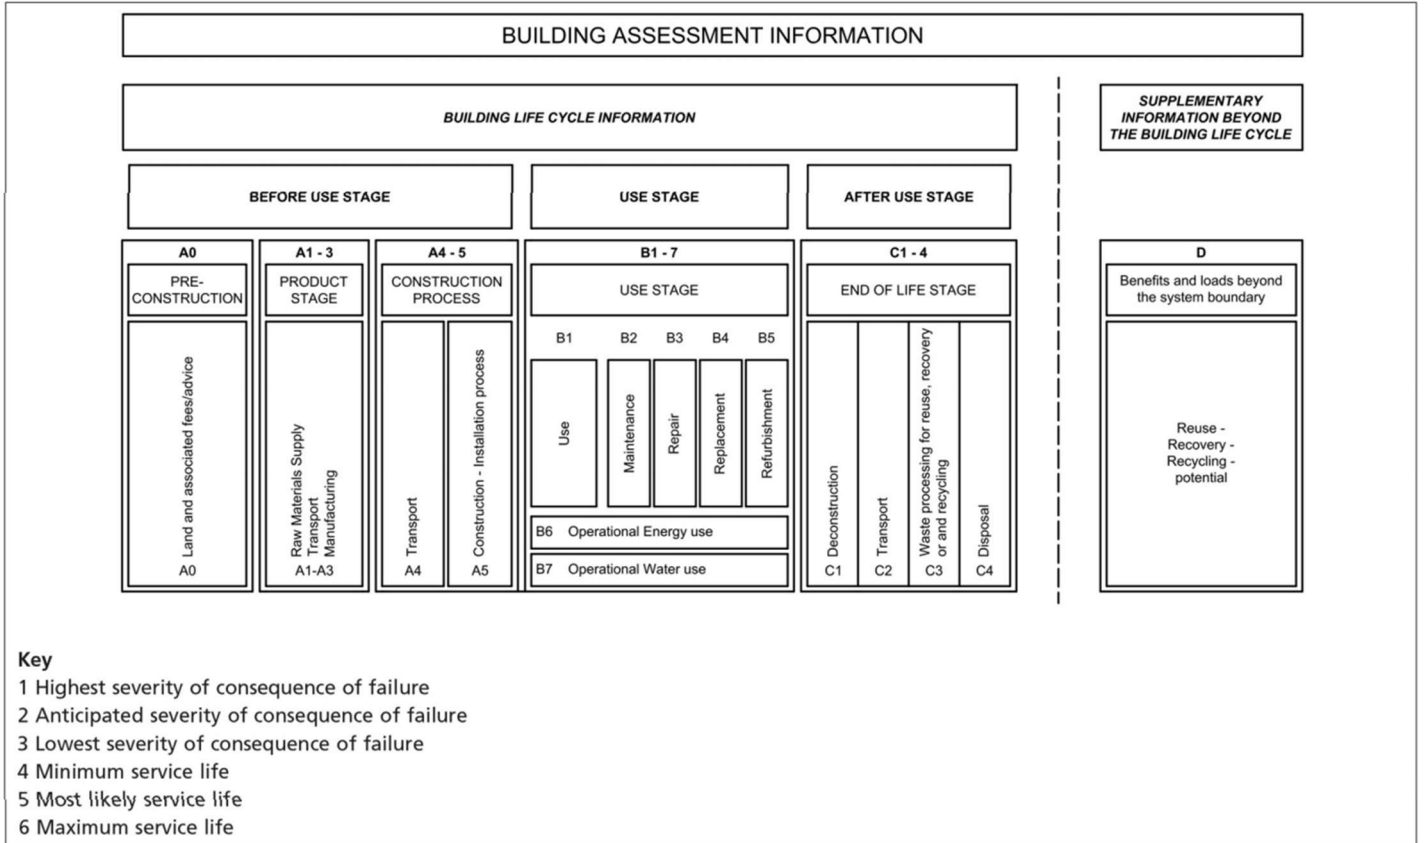 BUILDING ASSESSMENT INFORMATION
BUILDING LIFE CYCLE INFORMATION
SUPPLEMENTARY
INFORMATION BEYOND
THE BUILDING LIFE CYCLE
BEFORE USE STAGE
USE STAGE
AFTER USE STAGE
A0
PRE-
CONSTRUCTION
Land and associated fees/advice
A0
A1 - 3
PRODUCT
STAGE
Raw Materials Supply
Transport
Manufacturing
A1-A3
A4 - 5
CONSTRUCTION
PROCESS
Transport
A4
Construction - Installation process
A5
B1 - 7
USE STAGE
B1
Use
B2
Maintenance
B3
Repair
B4
Replacement
B5
Refurbishment
B6 Operational Energy use
B7 Operational Water use
C1 - 4
END OF LIFE STAGE
Deconstruction
C1
Transport
C2
Waste processing for reuse, recovery
or and recycling
C3
Disposal
C4
D
Benefits and loads beyond
the system boundary
Reuse -
Recovery -
Recycling -
potential
Key
1 Highest severity of consequence of failure
2 Anticipated severity of consequence of failure
3 Lowest severity of consequence of failure
4 Minimum service life
5 Most likely service life
6 Maximum service life